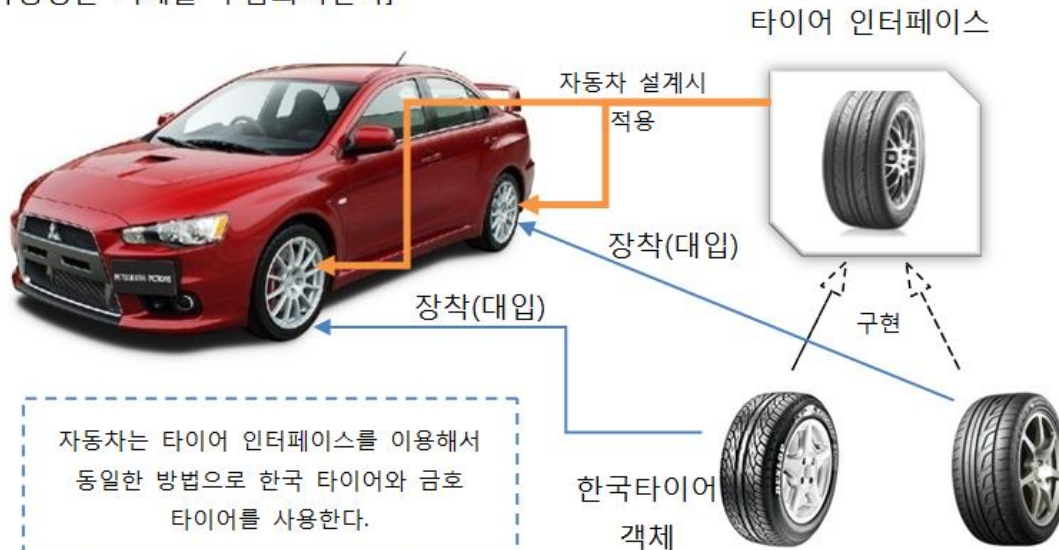 타이어 인터페이스
자동차 설계시
적용
장착(대입)
장착(대입)
구현
자동차는 타이어 인터페이스를 이용해서
동일한 방법으로 한국 타이어와 금호
타이어를 사용한다.
한국타이어
객체